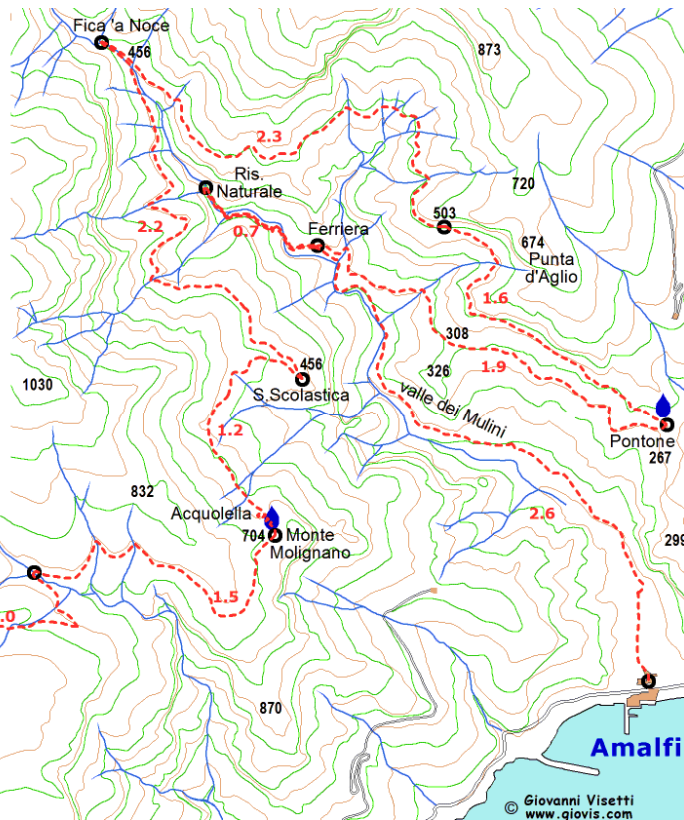 Fica 'a Noce
456
873
2.3
Ris.
Naturale
720
2.2
0.7
Ferriera
503
674
Punta
d'Aglio
1.6
308
1.9
456
326
1030
S.Scolastica
valle dei Mulini
1.2
Pontone
267
832
Acquolella
2.6
704
Monte
Molignano
299
1.5
.0
870
Amalfi
© Giovanni Visetti
www.giovis.com